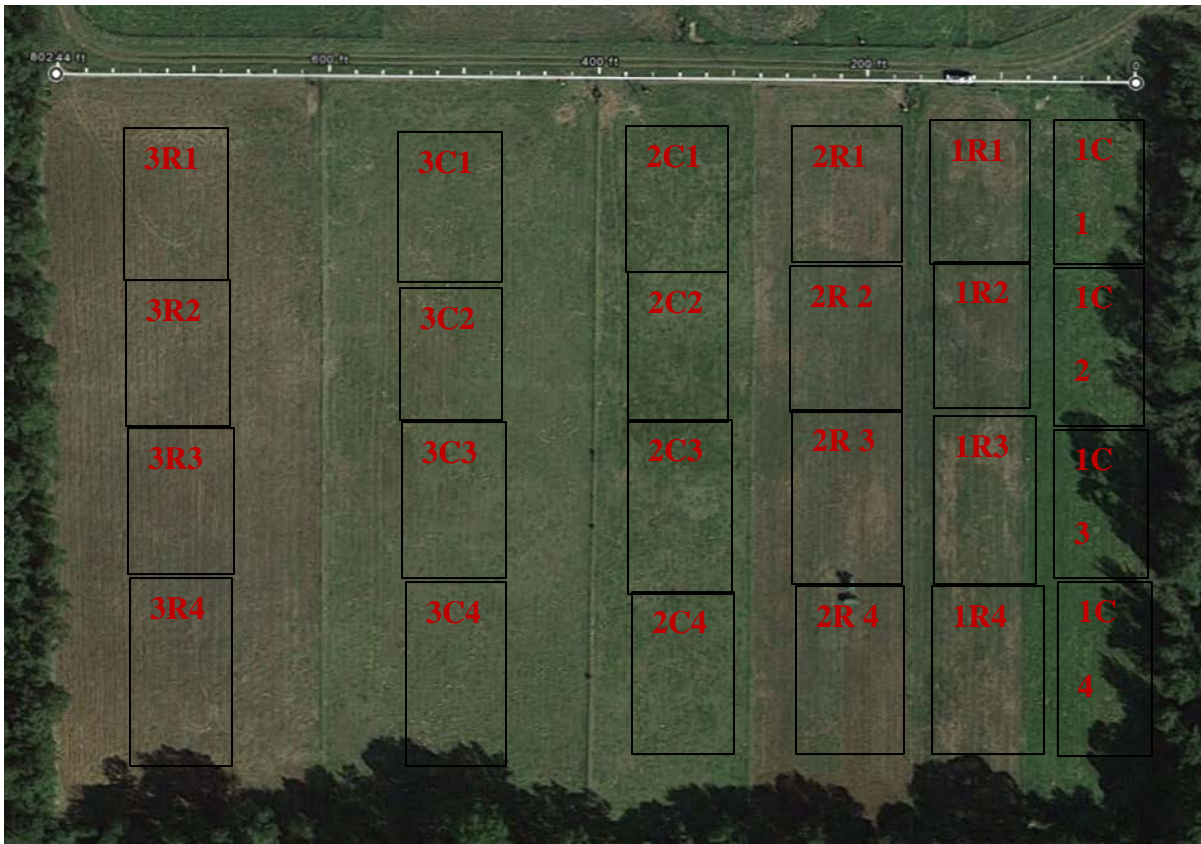 802.44 ft 600 ft 400 ft 200 ft 0
3R1 3C1 2C1 2R1 1R1 1C
1
3R2 3C2 2C2 2R 2 1R2 1C
2
3R3 3C3 2C3 2R 3 1R3 1C
3
3R4 3C4 2C4 2R 4 1R4 1C
4